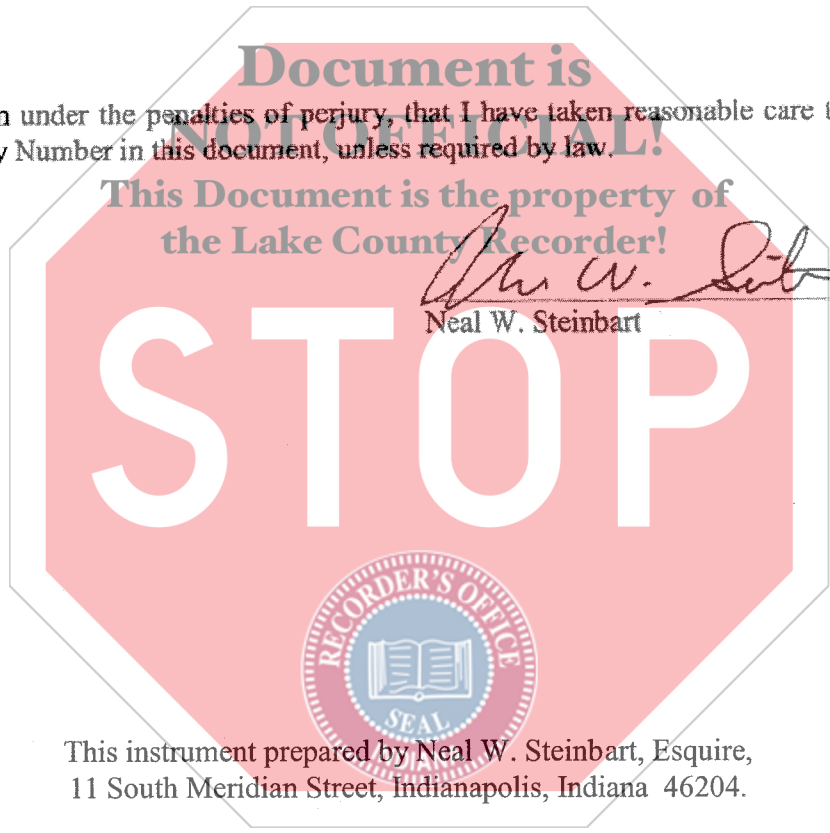 Document is
n under the penalties of perjury, that I have taken reasonable care t
NOT OFFICIAL!
y Number in this document, unless required by law.
This Document is the property of
the Lake County Recorder!
Neal W. Steinbart
STOP
RECORDER'S OFFICE
SEAL
This instrument prepared by Neal W. Steinbart, Esquire,
11 South Meridian Street, Indianapolis, Indiana 46204.